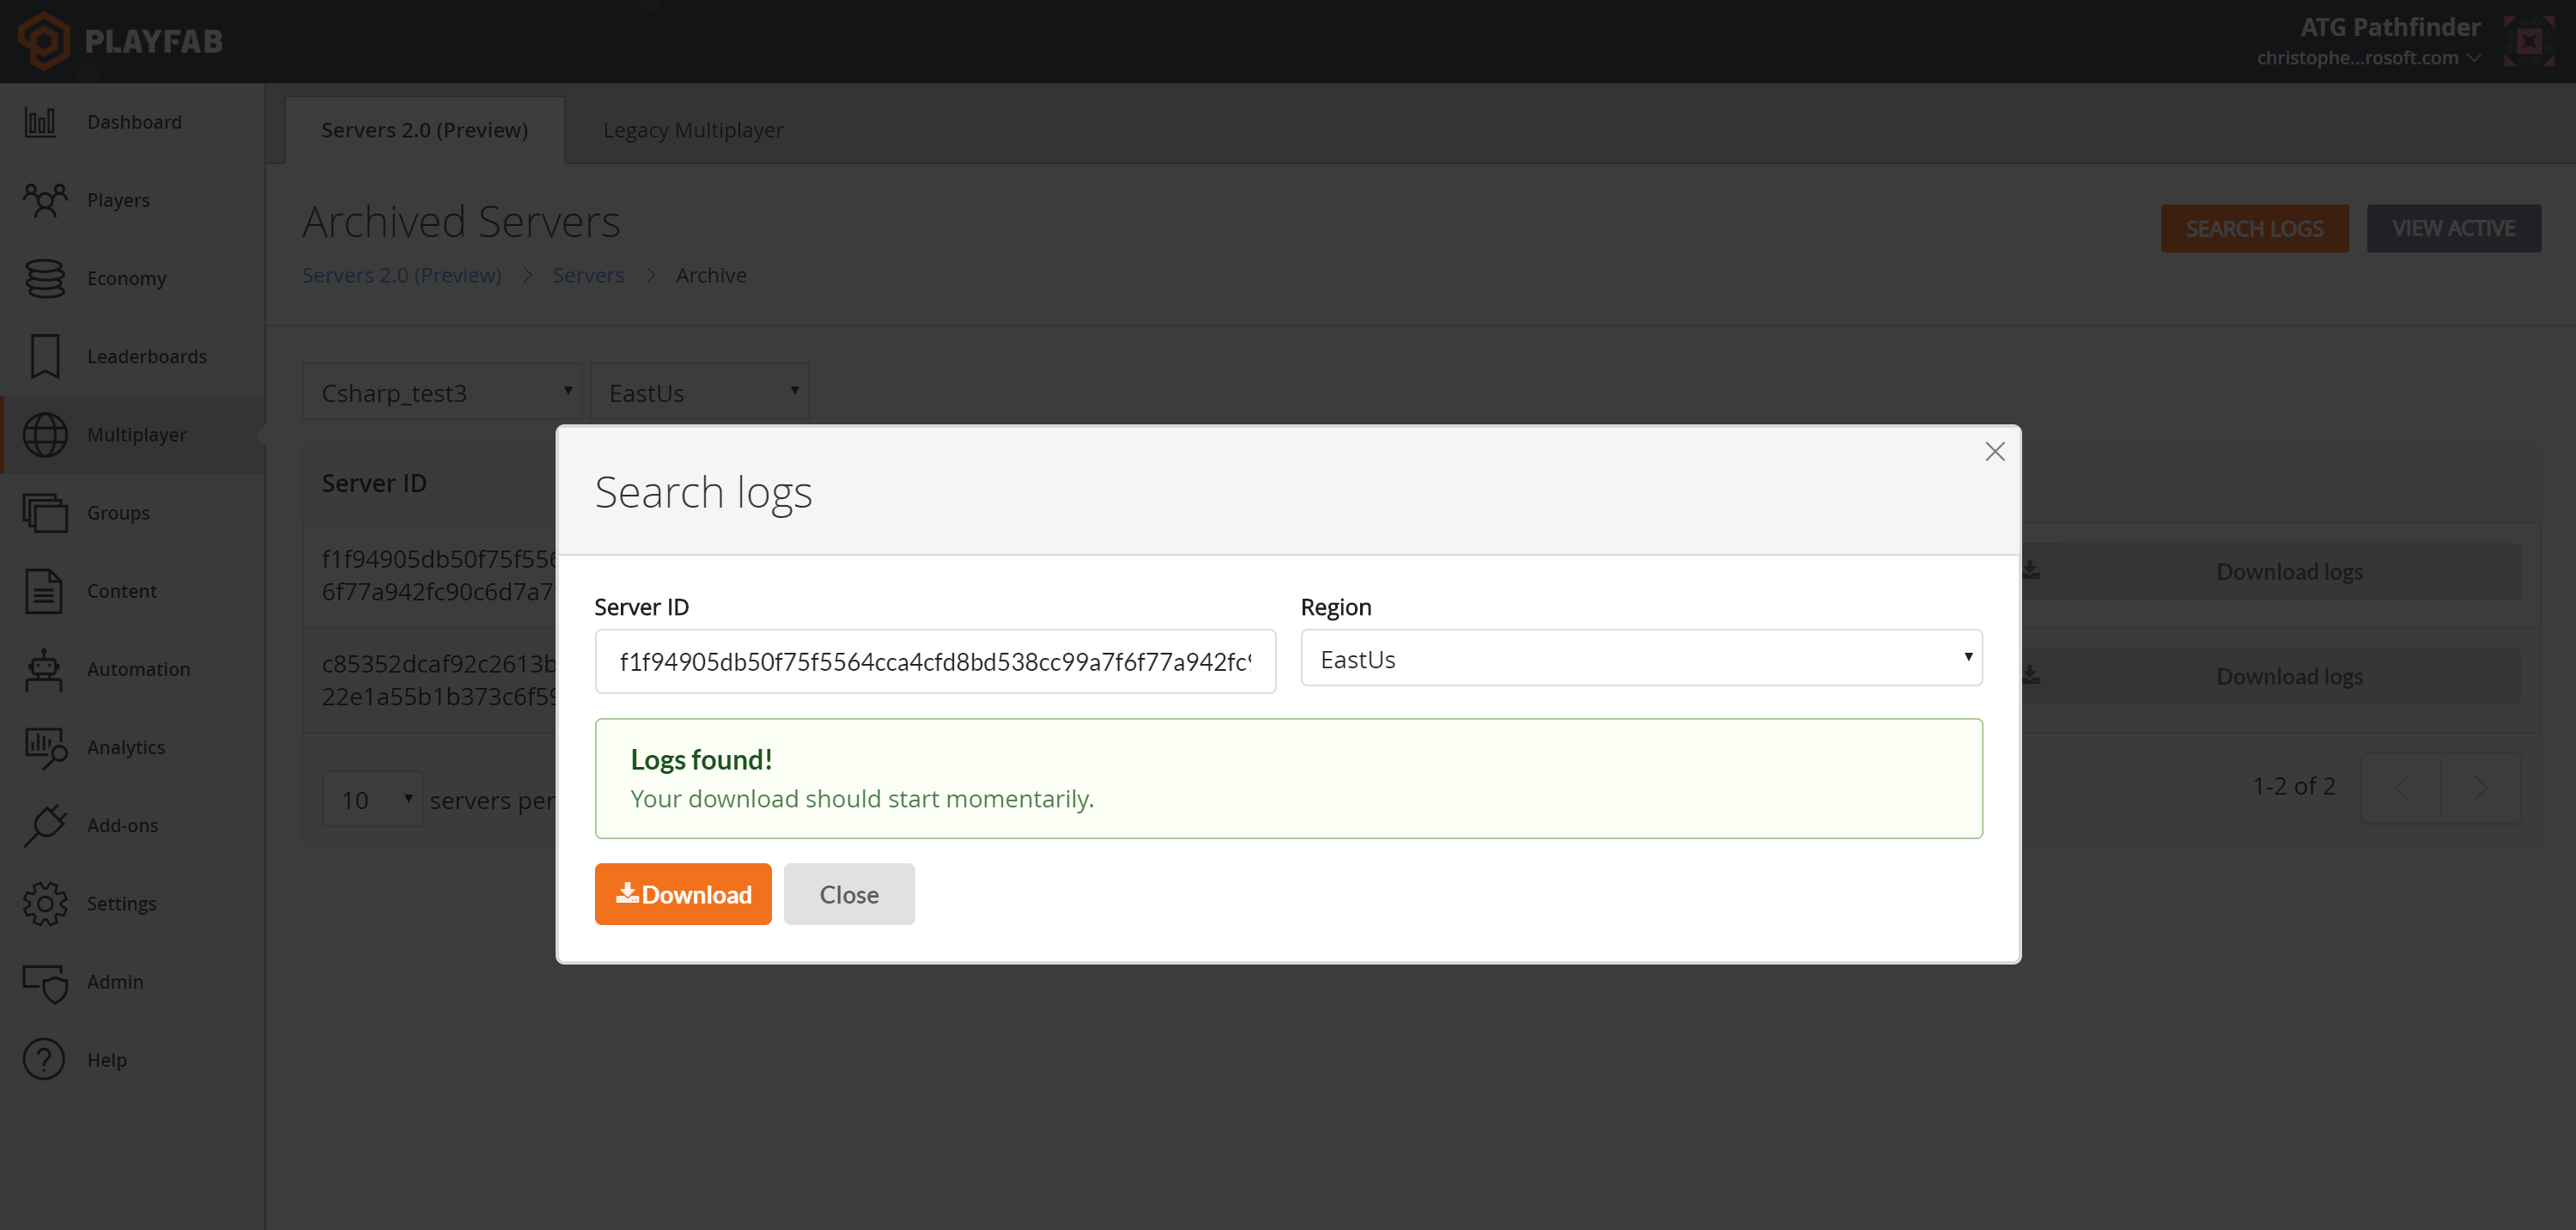 PLAYFAB
ATG Pathfinder
christophe...rosoft.com
Dashboard
Players
Economy
Leaderboards
Multiplayer
Groups
Content
Automation
Analytics
Add-ons
Settings
Admin
Help
Servers 2.0 (Preview)
Legacy Multiplayer
Archived Servers
SEARCH LOGS
VIEW ACTIVE
Servers 2.0 (Preview) > Servers > Archive
Csharp_test3
EastUs
Server ID
f1f94905db50f75f556
6f77a942fc90c6d7a7
Download logs
c85352dcaf92c2613b
22e1a55b1b373c6f59
Download logs
10
servers per
1-2 of 2
Search logs
Server ID
Region
f1f94905db50f75f5564cca4cfd8bd538cc99a7f6f77a942fc9
EastUs
Logs found!
Your download should start momentarily.
Download
Close